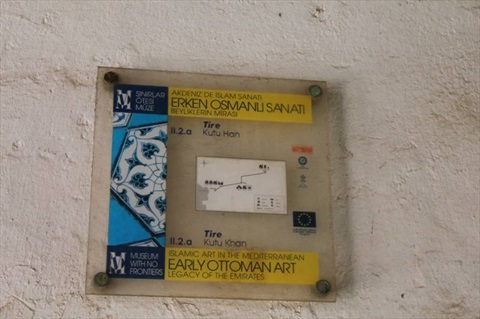 SINIRLAR
ÖTESİ
MÜZE
AKDENİZ'DE İSLAM SANATI
ERKEN OSMANLI SANATI
BEYLİKLERİN MİRASI
Tire
II.2.a Kutu Han
Tire
II.2.a Kutu Khan
MUSEUM
WITH NO
FRONTIERS
ISLAMIC ART IN THE MEDITERRANEAN
EARLY OTTOMAN ART
LEGACY OF THE EMIRATES